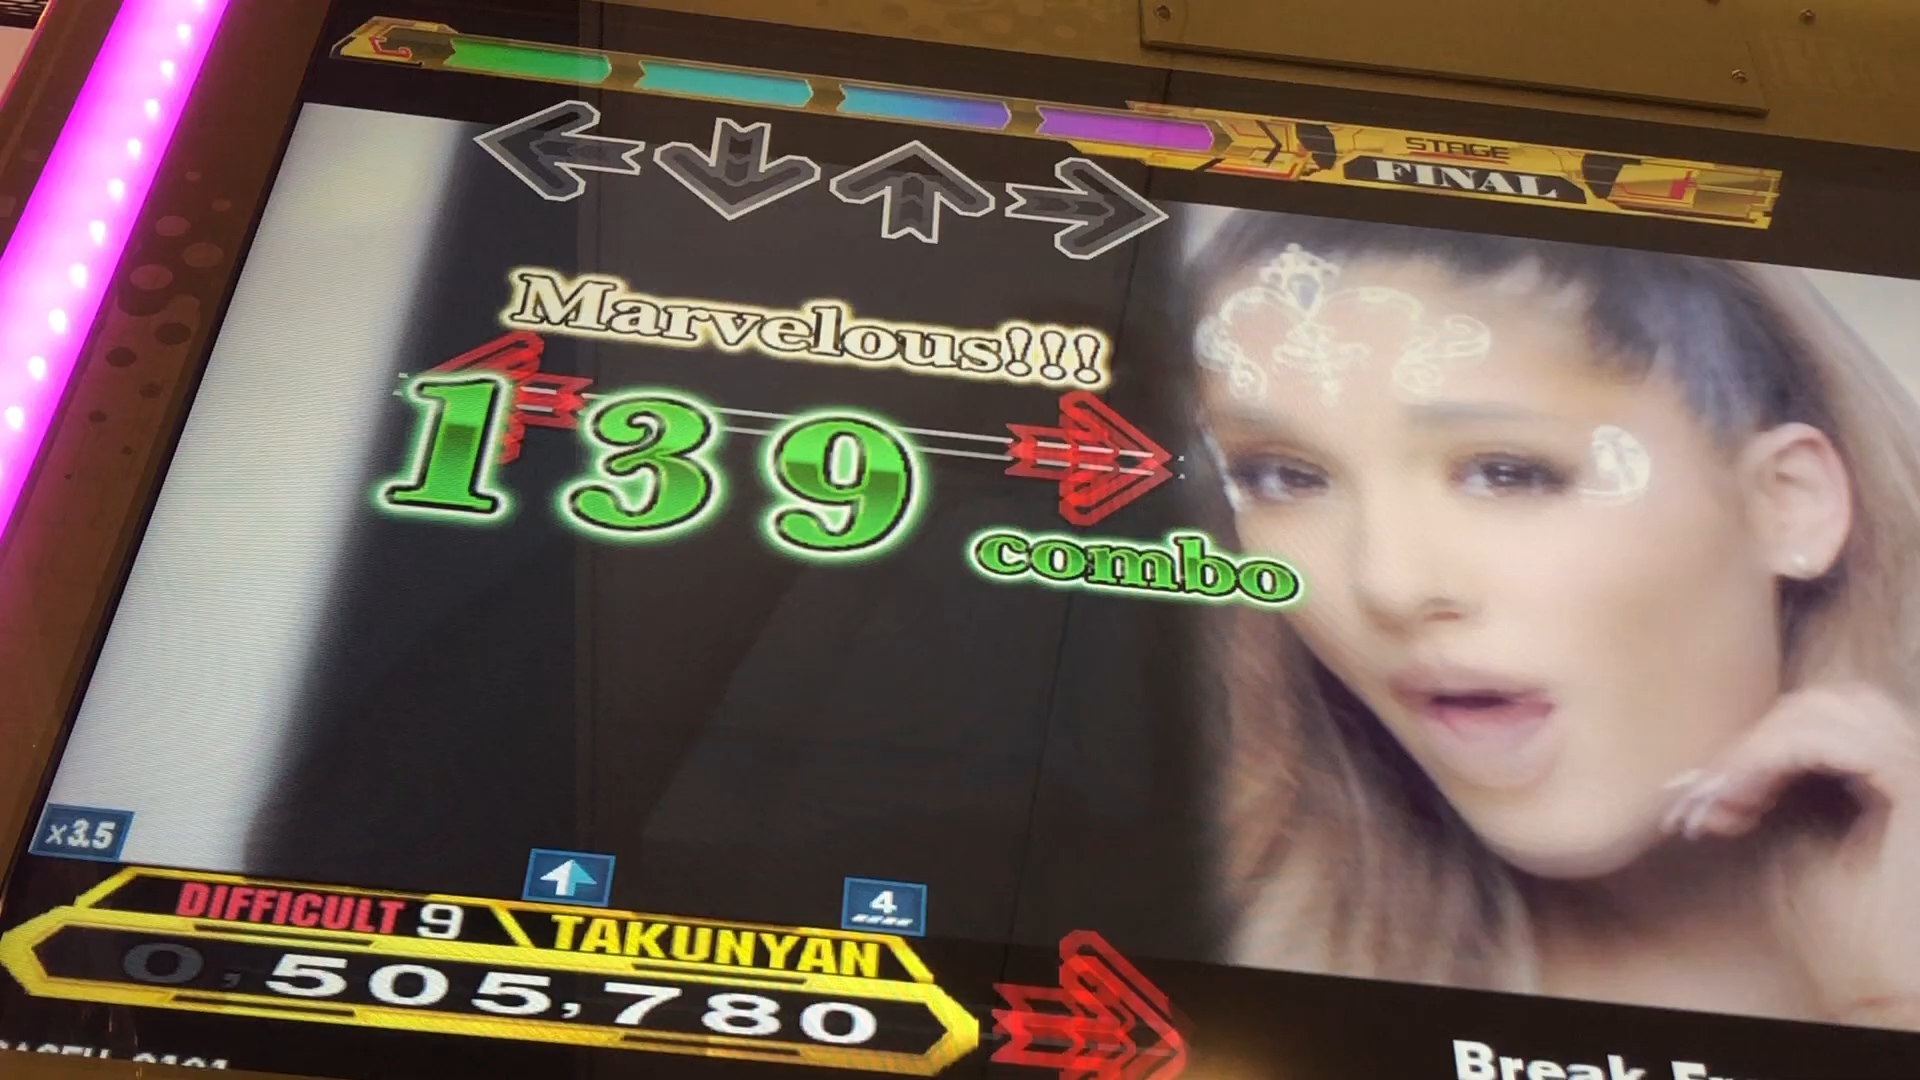 STAGE
FINAL
Marvelous!!!
139
combo
x3.5
4
DIFFICULT 9 TAKUNYAN
0,505,780
Break